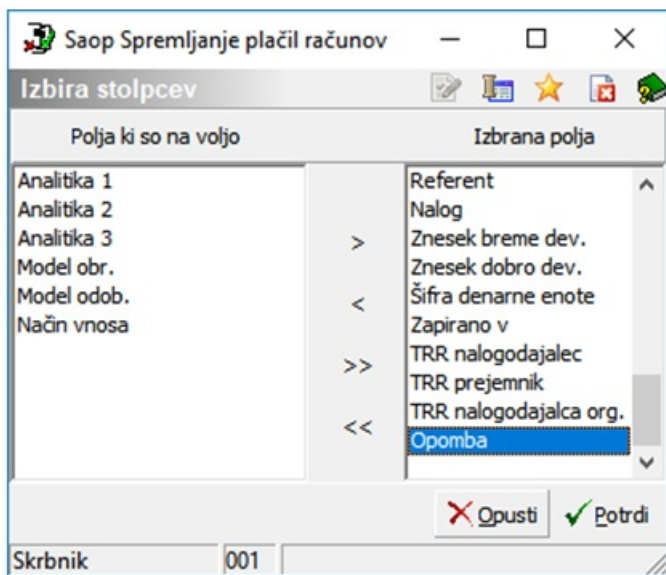 Saop Spremljanje plačil računov
Izbira stolpcev
Polja ki so na voljo
Izbrana polja
Analitika 1
Analitika 2
Analitika 3
Model obr.
Model odob.
Način vnosa
>
<
>>
<<
Referent
Nalog
Znesek breme dev.
Znesek dobro dev.
Šifra denarne enote
Zapirano v
TRR nalogodajalec
TRR prejemnik
TRR nalogodajalca org.
Opomba
Opusti
Potrdi
Skrbnik
001